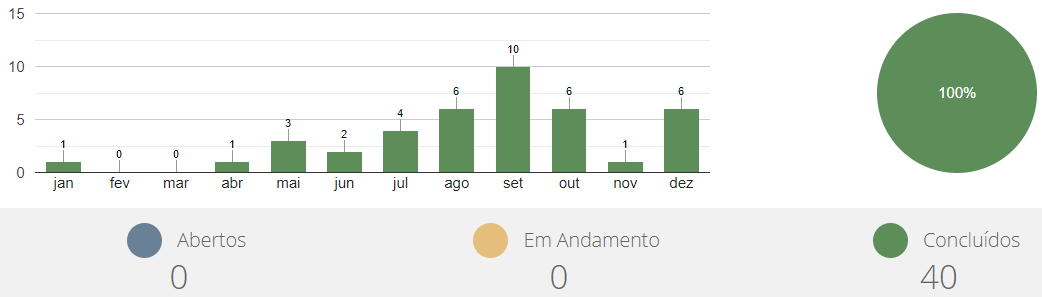 15
10
5
0
1 0 0 1 3 2 4 6 10 6 1 6
jan fev mar abr mai jun jul ago set out nov dez
100%
Abertos
0
Em Andamento
0
Concluídos
40